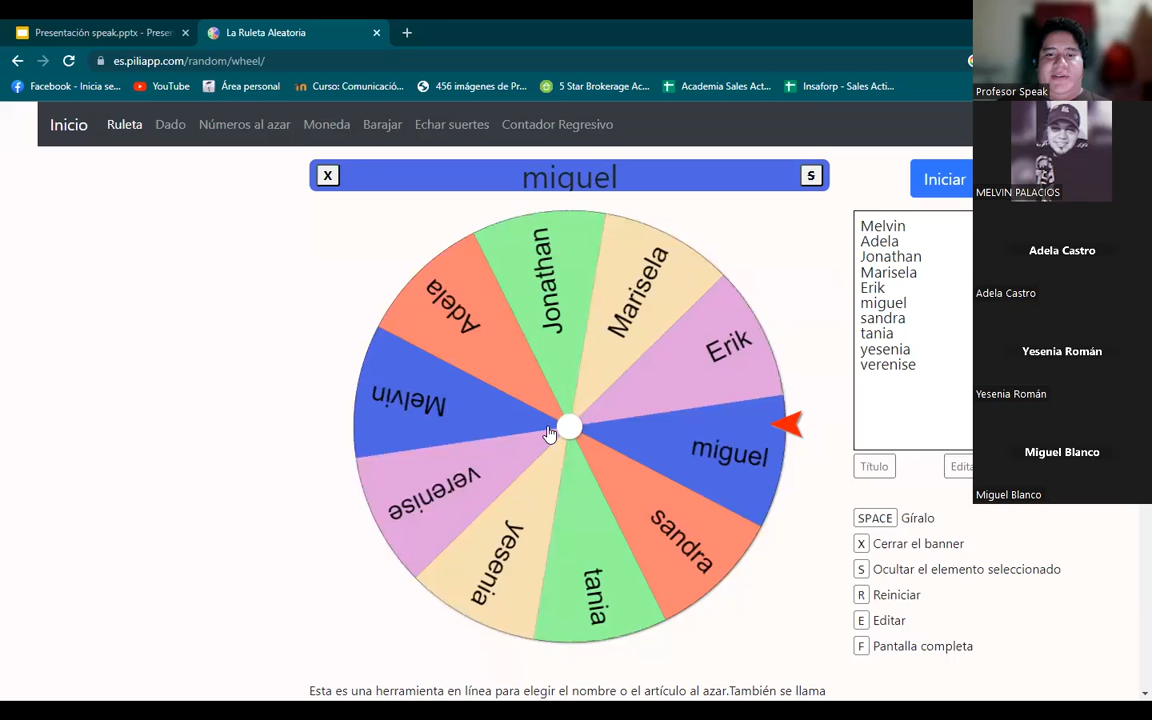 Presentación speak.pptx - Presen
La Ruleta Aleatoria
es.piliapp.com/random/wheel/
Facebook - Inicia se...
YouTube
Área personal
Curso: Comunicació...
456 imágenes de Pr...
5 Star Brokerage Ac...
Academia Sales Act...
Insaforp - Sales Acti...
Inicio
Ruleta
Dado
Números al azar
Moneda
Barajar
Echar suertes
Contador Regresivo
X
miguel
S
Iniciar
Jonathan
Marisela
Adela
Erik
Melvin
miguel
verenise
sandra
yesenia
tania
Melvin
Adela
Jonathan
Marisela
Erik
miguel
sandra
tania
yesenia
verenise
Título
Edita
SPACE Gíralo
X Cerrar el banner
S Ocultar el elemento seleccionado
R Reiniciar
E Editar
F Pantalla completa
Esta es una herramienta en línea para elegir el nombre o el artículo al azar.También se llama
Profesor Speak
MELVIN PALACIOS
Adela Castro
Adela Castro
Yesenia Román
Yesenia Román
Miguel Blanco
Miguel Blanco